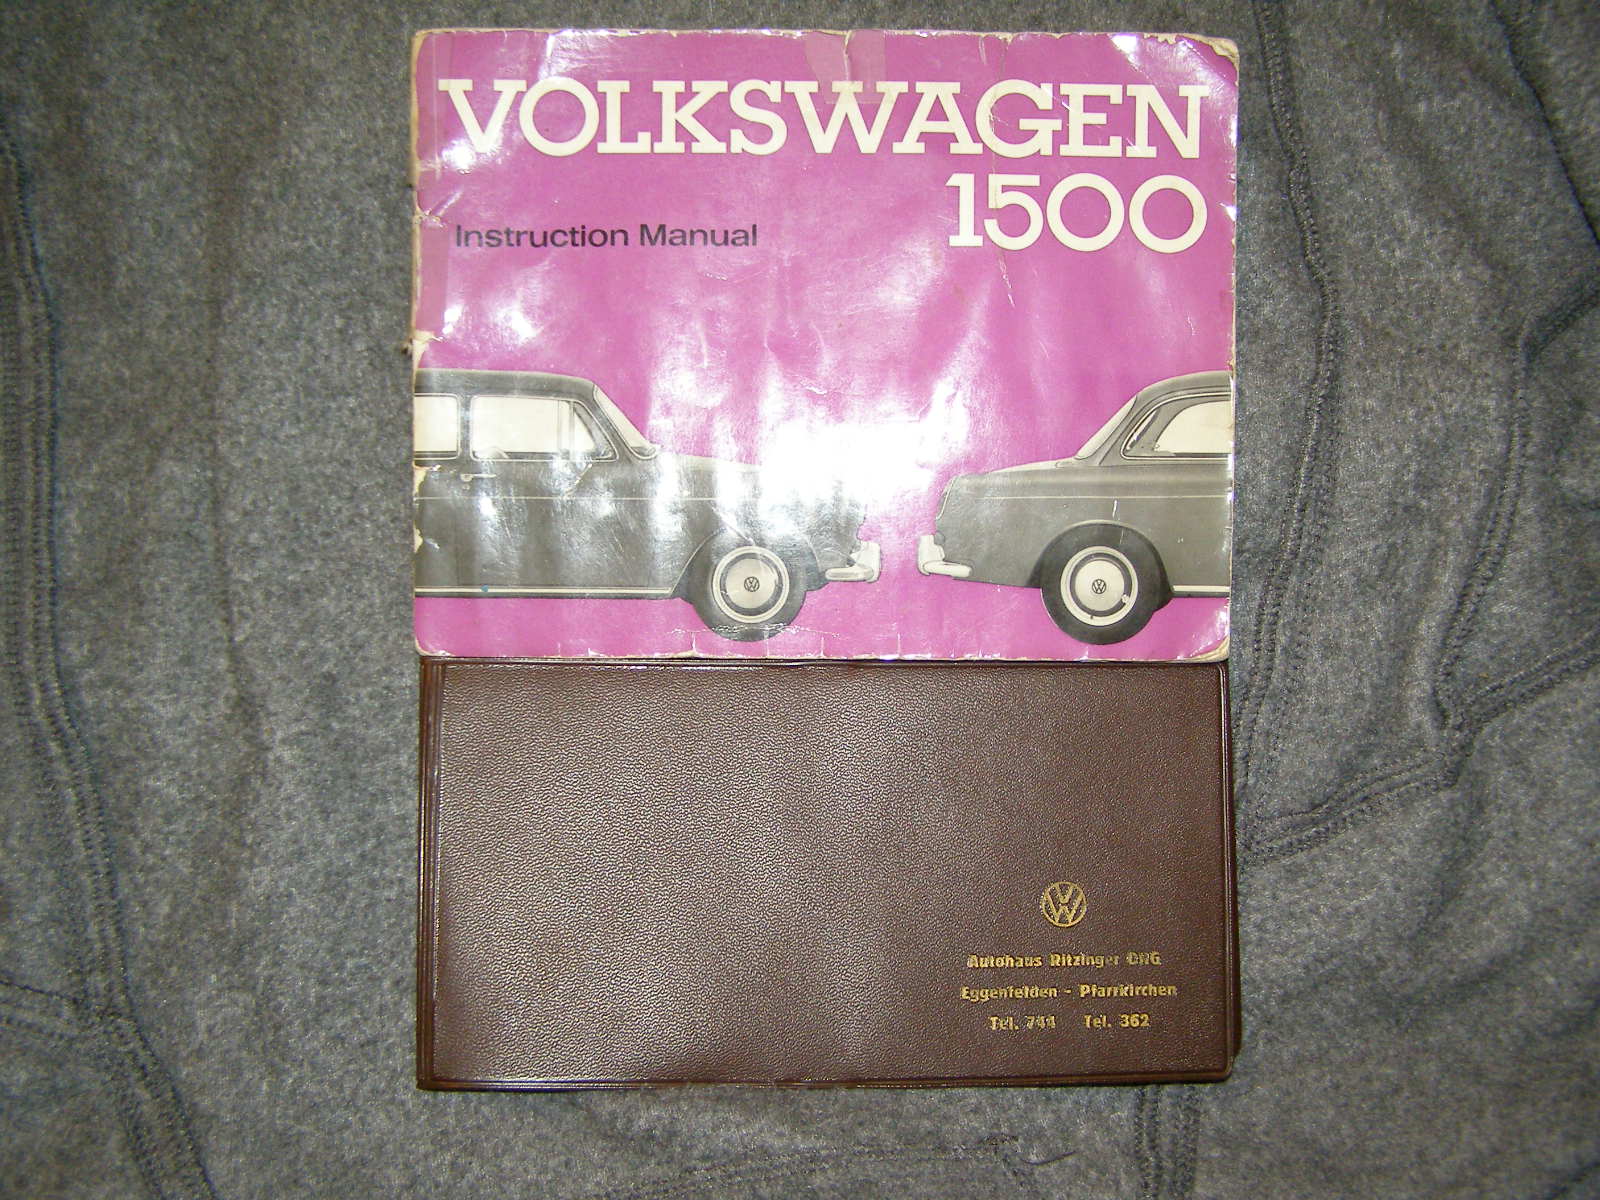 VOLKSWAGEN
1500
Instruction Manual
Autohaus Ritzinger OHG
Eggenfelden - Pfarrkirchen
Tel. 744 Tel. 362